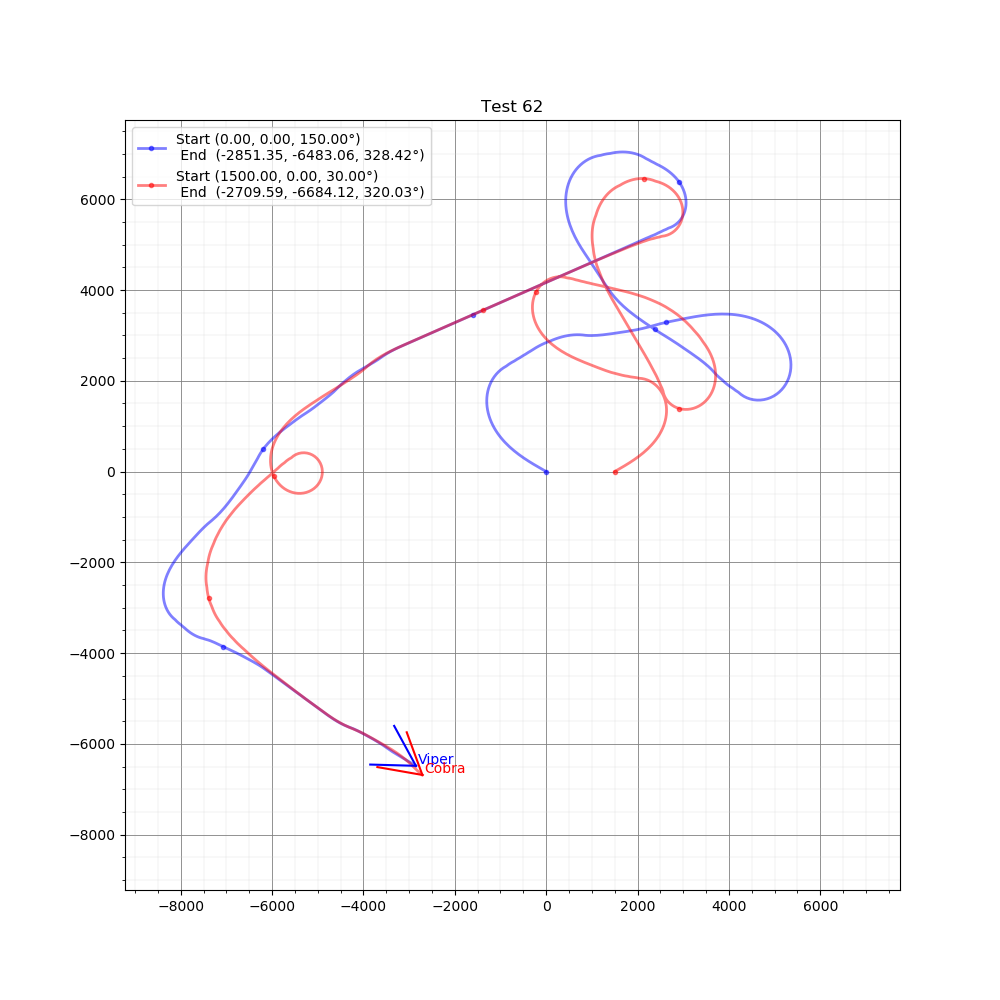 Test 62
Start (0.00, 0.00, 150.00°)
End  (-2851.35, -6483.06, 328.42°)
Start (1500.00, 0.00, 30.00°)
End  (-2709.59, -6684.12, 320.03°)
6000
4000
2000
0
−2000
−4000
−6000
−8000
Viper
Cobra
−8000 −6000 −4000 −2000 0 2000 4000 6000